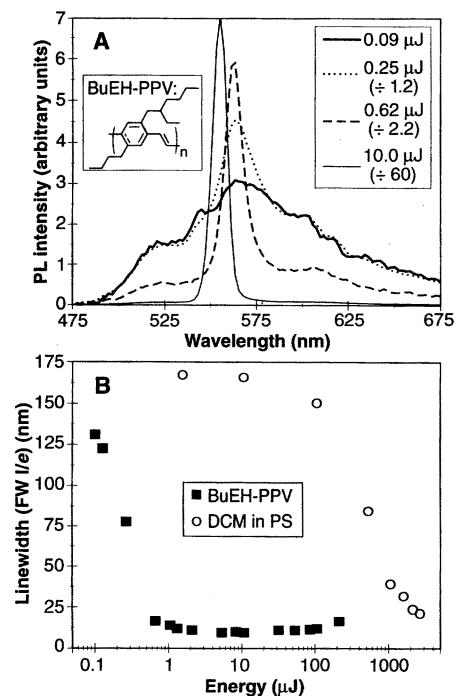 A
BuEH-PPV:
n
0.09 µJ
0.25 µJ
(÷ 1.2)
0.62 µJ
(÷ 2.2)
10.0 µJ
(÷ 60)
PL intensity (arbitrary units)
7
6
5
4
3
2
1
0
475 525 575 625 675
Wavelength (nm)
B
Linewidth (FW I/e) (nm)
175
150
125
100
75
50
25
0
BuEH-PPV
DCM in PS
0.1 1 10 100 1000
Energy (µJ)